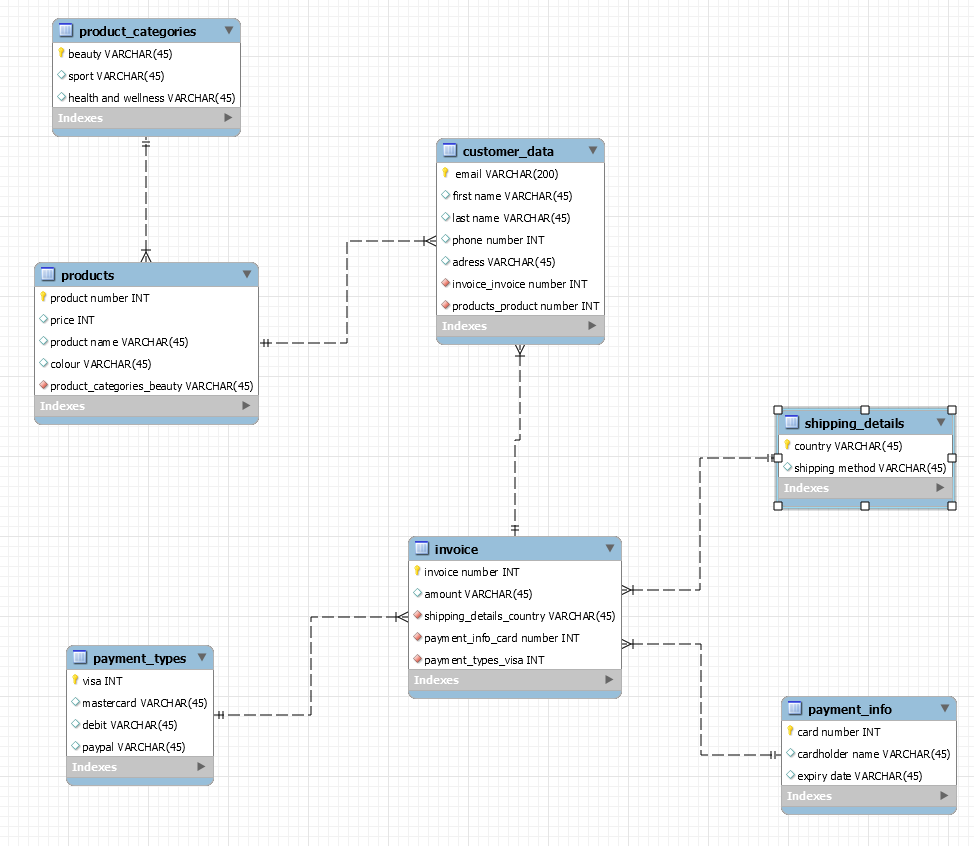 product_categories
beauty VARCHAR(45)
sport VARCHAR(45)
health and wellness VARCHAR(45)
Indexes
customer_data
email VARCHAR(200)
first name VARCHAR(45)
last name VARCHAR(45)
phone number INT
adress VARCHAR(45)
invoice_invoice number INT
products_product number INT
Indexes
products
product number INT
price INT
product name VARCHAR(45)
colour VARCHAR(45)
product_categories_beauty VARCHAR(45)
Indexes
shipping_details
country VARCHAR(45)
shipping method VARCHAR(45)
Indexes
invoice
invoice number INT
amount VARCHAR(45)
shipping_details_country VARCHAR(45)
payment_info_card number INT
payment_types_visa INT
Indexes
payment_types
visa INT
mastercard VARCHAR(45)
debit VARCHAR(45)
paypal VARCHAR(45)
Indexes
payment_info
card number INT
cardholder name VARCHAR(45)
expiry date VARCHAR(45)
Indexes